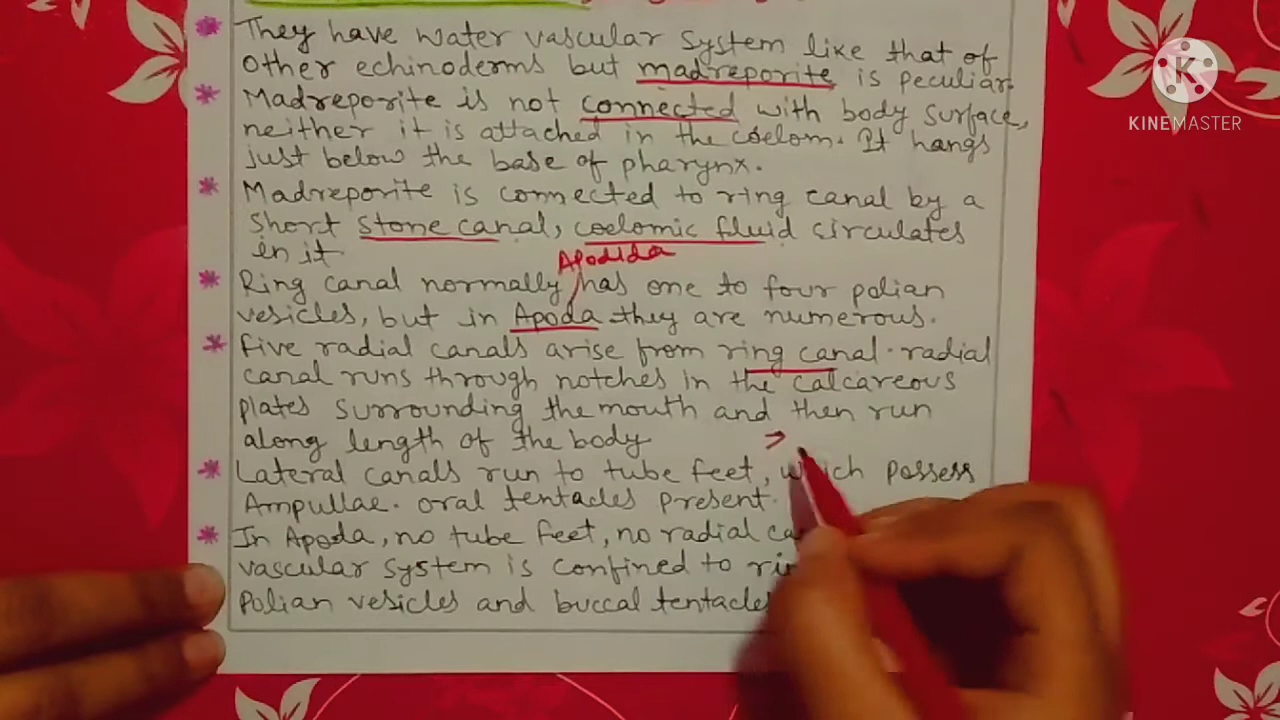 They have water vascular system like that of
other echinoderms but madreporite is peculiar.
Madreporite is not connected with body surface,
neither it is attached in the coelom. It hangs
just below the base of pharynx.
Madreporite is connected to ring canal by a
short stone canal, coelomic fluid circulates
in it
Apodida
Ring canal normally has one to four polian
vesicles, but in Apoda they are numerous.
Five radial canals arise from ring canal. radial
canal runs through notches in the calcareous
plates surrounding the mouth and then run
along length of the body
Lateral canals run to tube feet, which possess
Ampullae. oral tentacles present.
In Apoda, no tube feet, no radial
vascular system is confined to
Polian vesicles and buccal tentacles
KINEMASTER